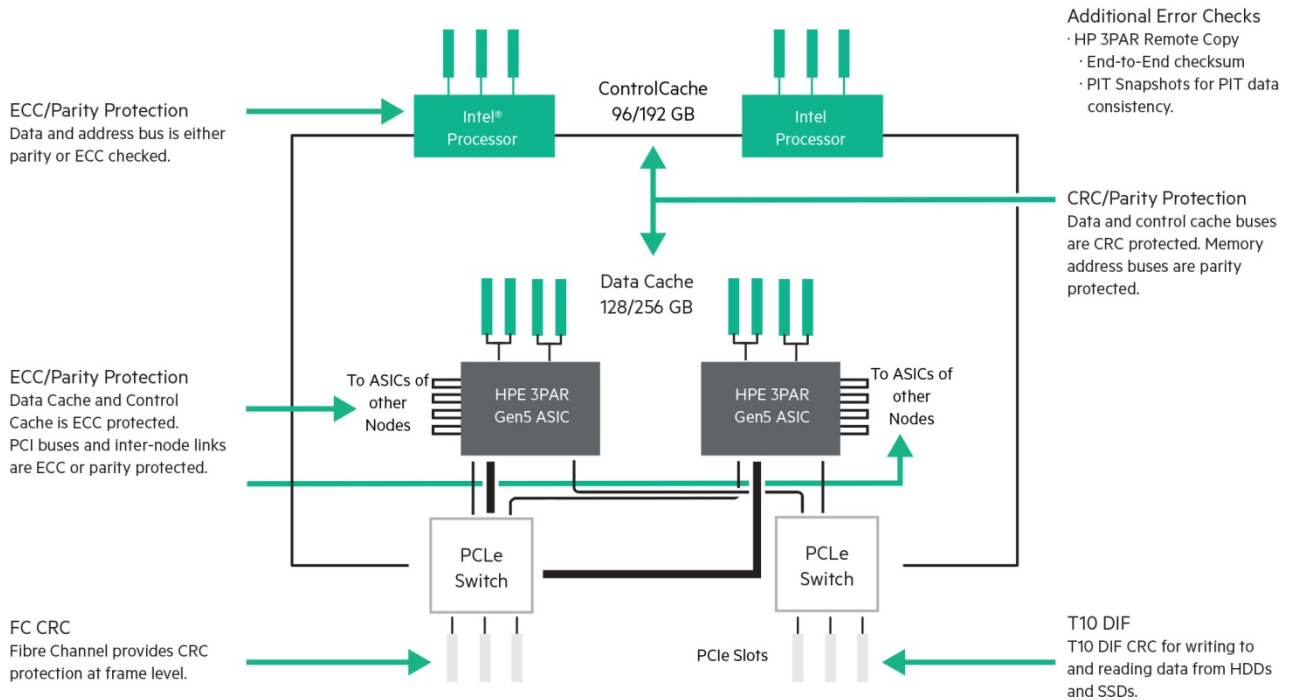 Additional Error Checks
· HP 3PAR Remote Copy
· End-to-End checksum
· PIT Snapshots for PIT data
consistency.
ECC/Parity Protection
Data and address bus is either
parity or ECC checked.
Intel®
Processor
ControlCache
96/192 GB
Intel
Processor
CRC/Parity Protection
Data and control cache buses
are CRC protected. Memory
address buses are parity
protected.
Data Cache
128/256 GB
ECC/Parity Protection
Data Cache and Control
Cache is ECC protected.
PCI buses and inter-node links
are ECC or parity protected.
To ASICs of
other
Nodes
HPE 3PAR
Gen5 ASIC
HPE 3PAR
Gen5 ASIC
To ASICs of
other
Nodes
PCLe
Switch
PCLe
Switch
FC CRC
Fibre Channel provides CRC
protection at frame level.
PCIe Slots
T10 DIF
T10 DIF CRC for writing to
and reading data from HDDs
and SSDs.